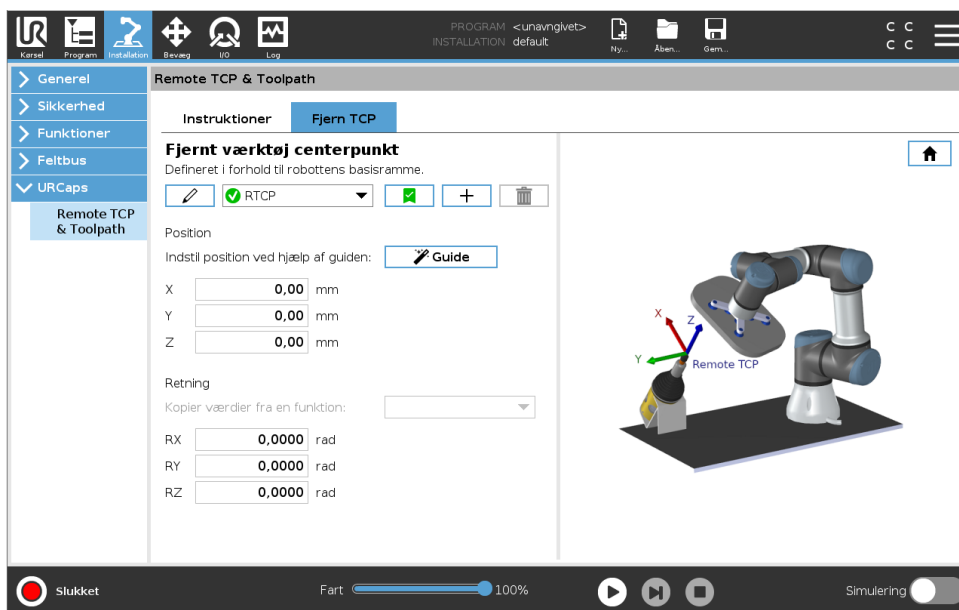 UR
PROGRAM <unavngivet>
INSTALLATION default
Kørsel Program Installation Bevæg I/O Log Ny... Åben... Gem...
C C
C C
Generel
Sikkerhed
Funktioner
Feltbus
URCaps
Remote TCP
& Toolpath
Remote TCP & Toolpath
Instruktioner Fjern TCP
Fjernt værktøj centerpunkt
Defineret i forhold til robottens basisramme.
RTCP
Position
Indstil position ved hjælp af guiden: Guide
X 0,00 mm
Y 0,00 mm
Z 0,00 mm
Retning
Kopier værdier fra en funktion:
RX 0,0000 rad
RY 0,0000 rad
RZ 0,0000 rad
X
Z
Y
Remote TCP
Slukket Fart 100% Simulering